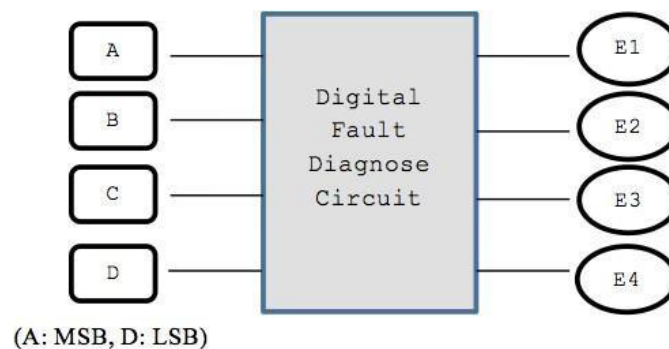 A
B
C
D
Digital
Fault
Diagnose
Circuit
E1
E2
E3
E4
(A: MSB, D: LSB)